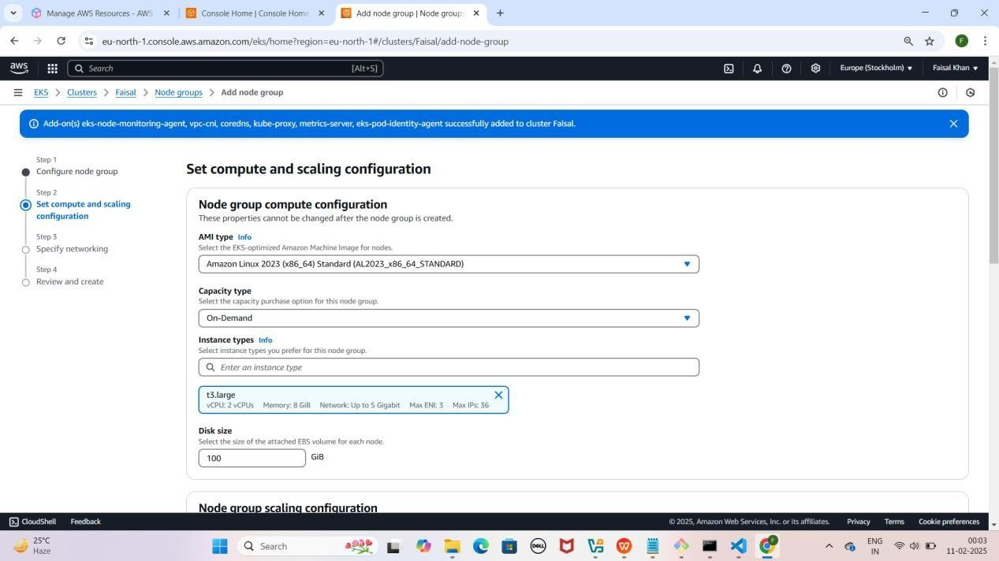 Manage AWS Resources - AWS
Console Home | Console Home
Add node group | Node groups
eu-north-1.console.aws.amazon.com/eks/home?region=eu-north-1#/clusters/Faisal/add-node-group
F
aws
Search
[Alt+S]
Europe (Stockholm)
Faisal Khan
EKS > Clusters > Faisal > Node groups > Add node group
Add-on(s) eks-node-monitoring-agent, vpc-cni, coredns, kube-proxy, metrics-server, eks-pod-identity-agent successfully added to cluster Faisal.
Step 1
Configure node group
Step 2
Set compute and scaling
configuration
Step 3
Specify networking
Step 4
Review and create
Set compute and scaling configuration
Node group compute configuration
These properties cannot be changed after the node group is created.
AMI type Info
Select the EKS-optimized Amazon Machine Image for nodes.
Amazon Linux 2023 (x86_64) Standard (AL2023_x86_64_STANDARD)
Capacity type
Select the capacity purchase option for this node group.
On-Demand
Instance types Info
Select instance types you prefer for this node group.
Enter an instance type
t3.large
vCPU: 2 vCPUs Memory: 8 GiB Network: Up to 5 Gigabit Max ENI: 3 Max IPs: 36
Disk size
Select the size of the attached EBS volume for each node.
100 GiB
Node group scaling configuration
CloudShell Feedback
© 2025, Amazon Web Services, Inc. or its affiliates. Privacy Terms Cookie preferences
25°C
Haze
Search
DELL
F
ENG
IN
00:03
11-02-2025